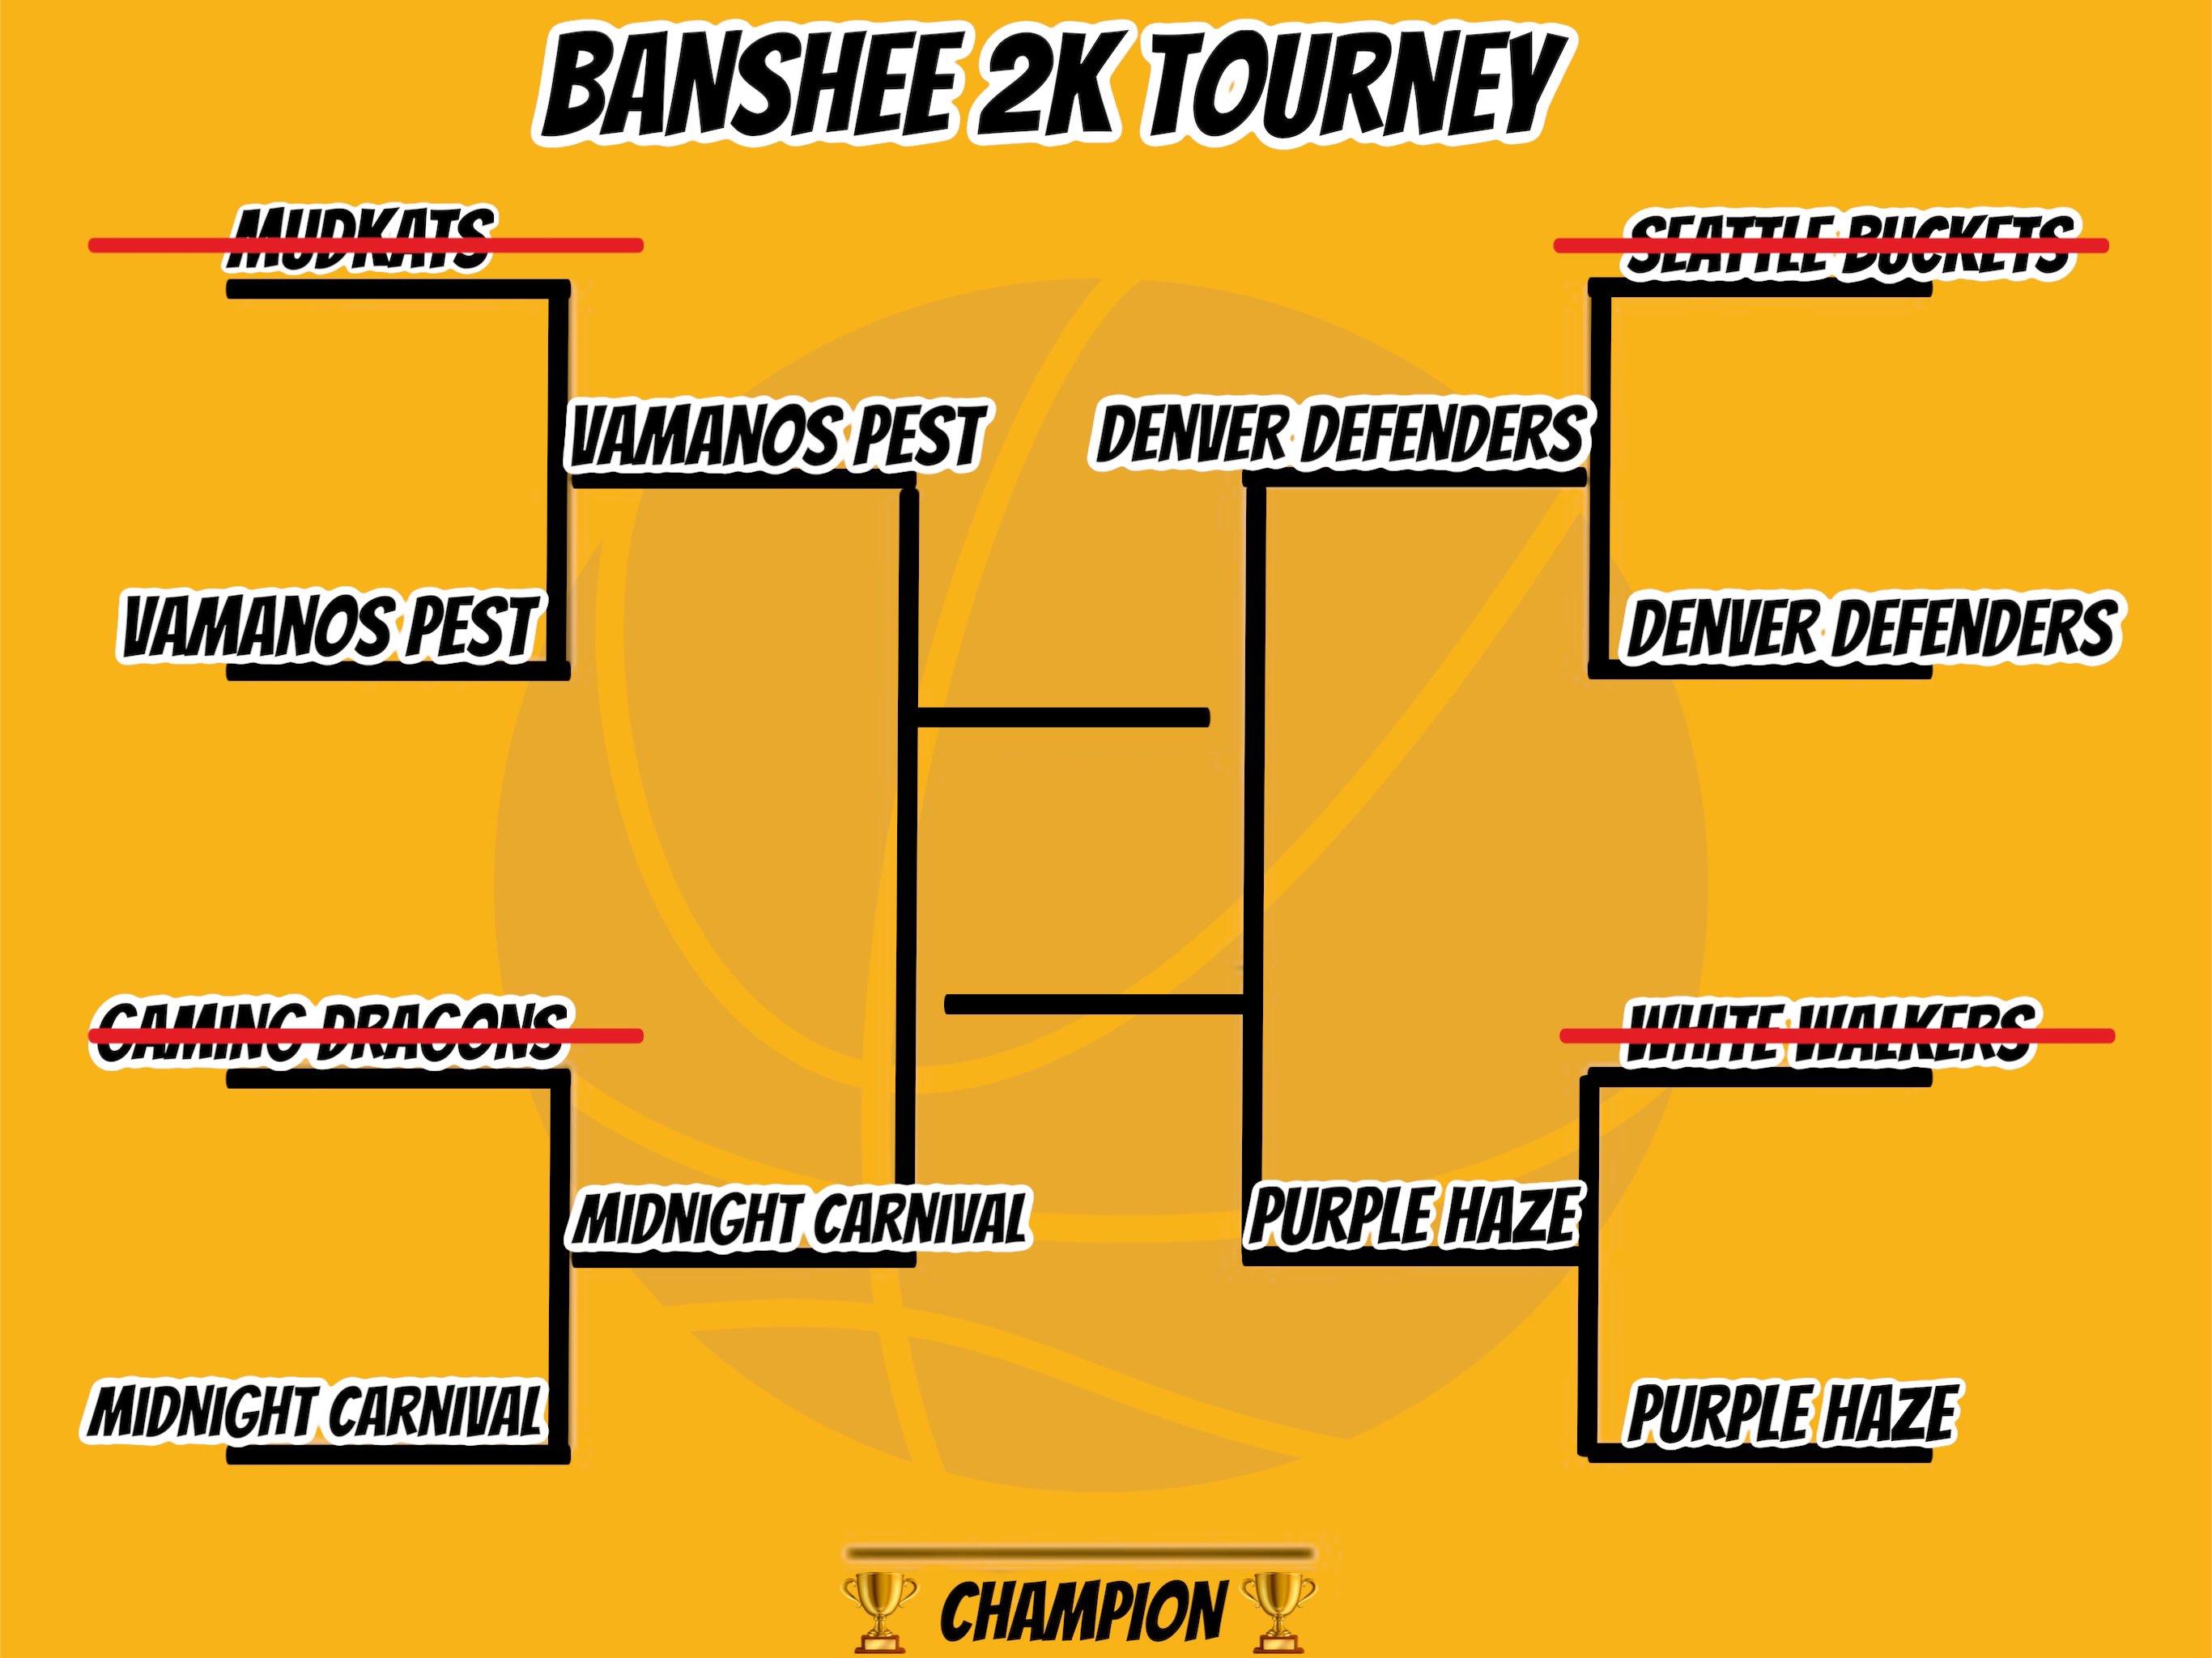 BANSHEE 2K TOURNEY
MUDKATS
SEATTLE BUCKETS
VAMANOS PEST
DENVER DEFENDERS
VAMANOS PEST
DENVER DEFENDERS
GAMING DRAGONS
WHITE WALKERS
MIDNIGHT CARNIVAL
PURPLE HAZE
MIDNIGHT CARNIVAL
PURPLE HAZE
CHAMPION